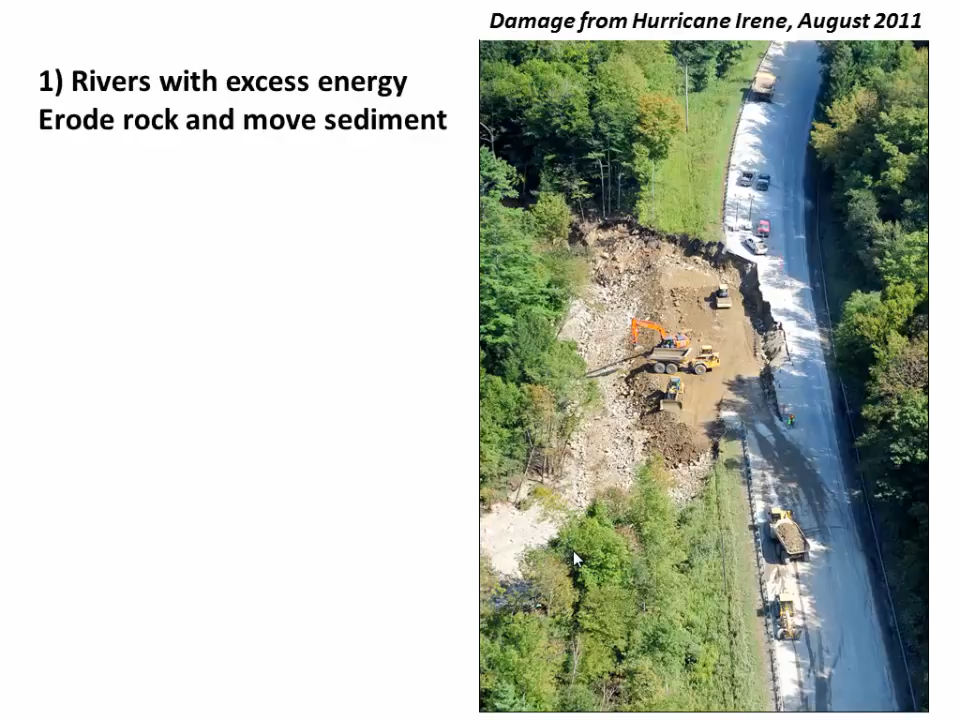 Damage from Hurricane Irene, August 2011
1) Rivers with excess energy
Erode rock and move sediment